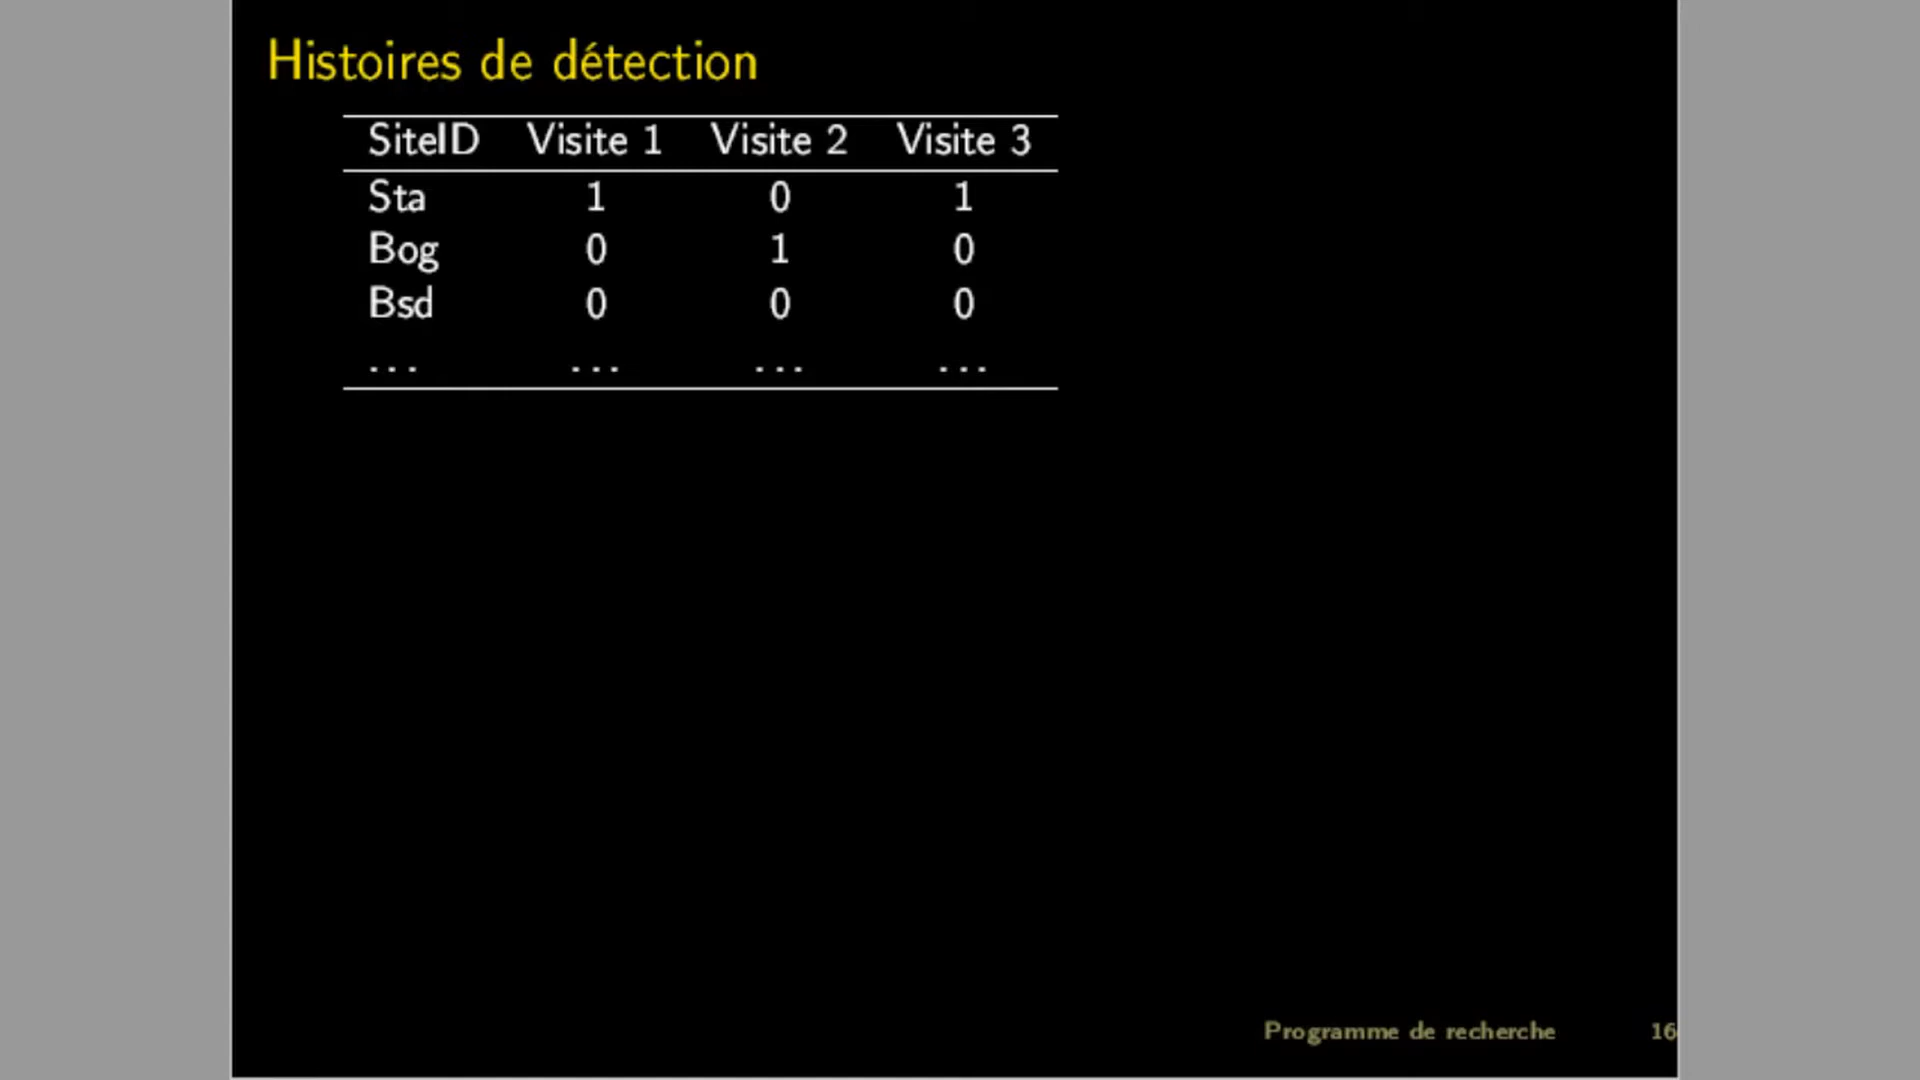 Histoires de détection
SiteID Visite 1 Visite 2 Visite 3
Sta 1 0 1
Bog 0 1 0
Bsd 0 0 0
... ... ... ...
Programme de recherche 16